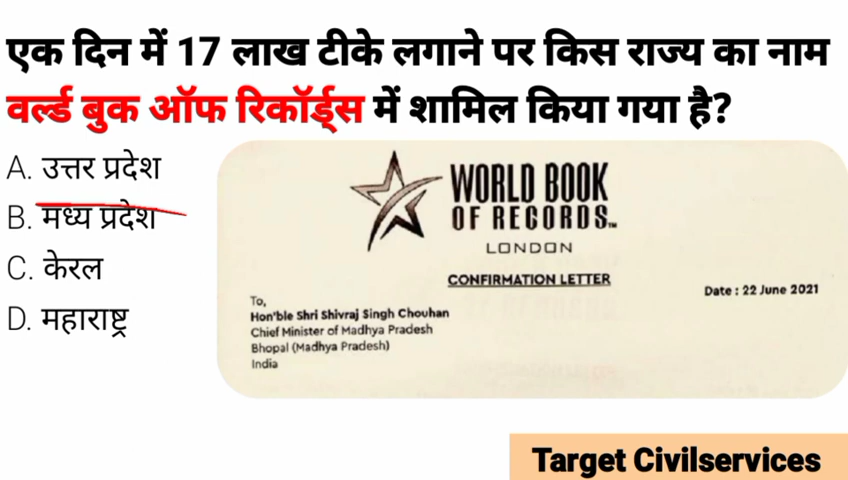 एक दिन में 17 लाख टीके लगाने पर किस राज्य का नाम
वर्ल्ड बुक ऑफ रिकॉर्ड्स में शामिल किया गया है?
A. उत्तर प्रदेश
B. मध्य प्रदेश
C. केरल
D. महाराष्ट्र
WORLD BOOK
OF RECORDS™
LONDON
CONFIRMATION LETTER
Date : 22 June 2021
To,
Hon'ble Shri Shivraj Singh Chouhan
Chief Minister of Madhya Pradesh
Bhopal (Madhya Pradesh)
India
Target Civilservices